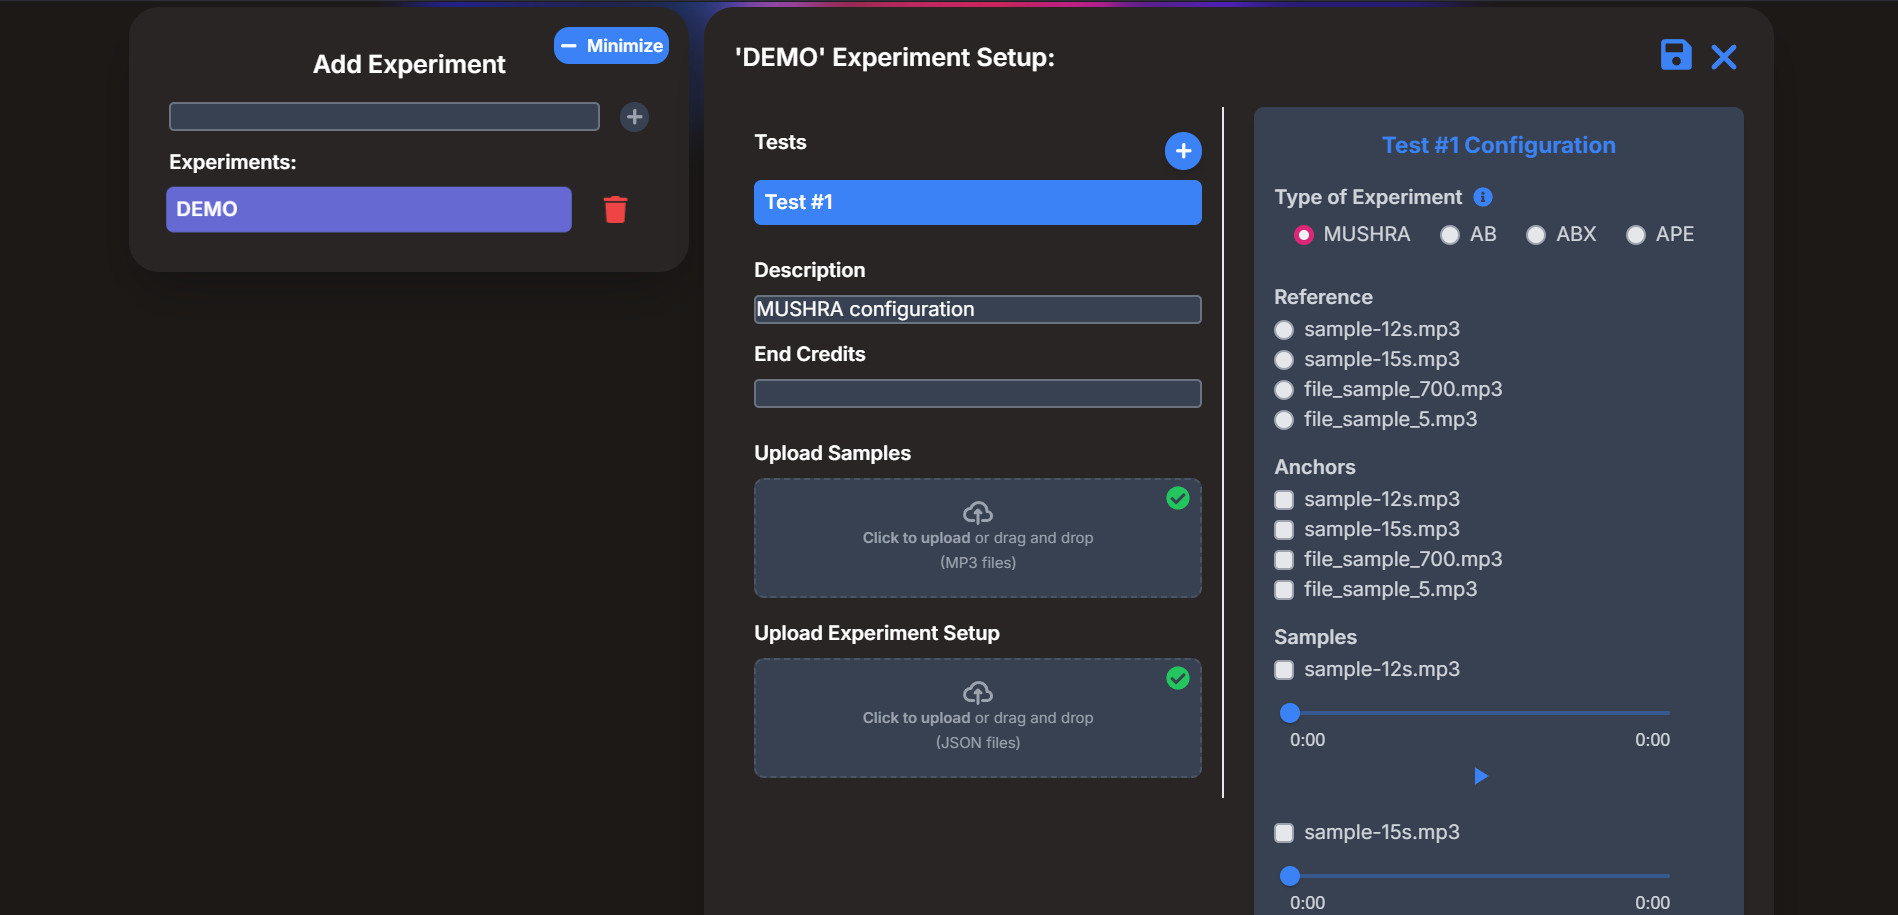 Add Experiment
Minimize
Experiments:
DEMO
'DEMO' Experiment Setup:
Tests
Test #1
Description
MUSHRA configuration
End Credits
Upload Samples
Click to upload or drag and drop
(MP3 files)
Upload Experiment Setup
Click to upload or drag and drop
(JSON files)
Test #1 Configuration
Type of Experiment
MUSHRA AB ABX APE
Reference
sample-12s.mp3
sample-15s.mp3
file_sample_700.mp3
file_sample_5.mp3
Anchors
sample-12s.mp3
sample-15s.mp3
file_sample_700.mp3
file_sample_5.mp3
Samples
sample-12s.mp3
0:00 0:00
sample-15s.mp3
0:00 0:00